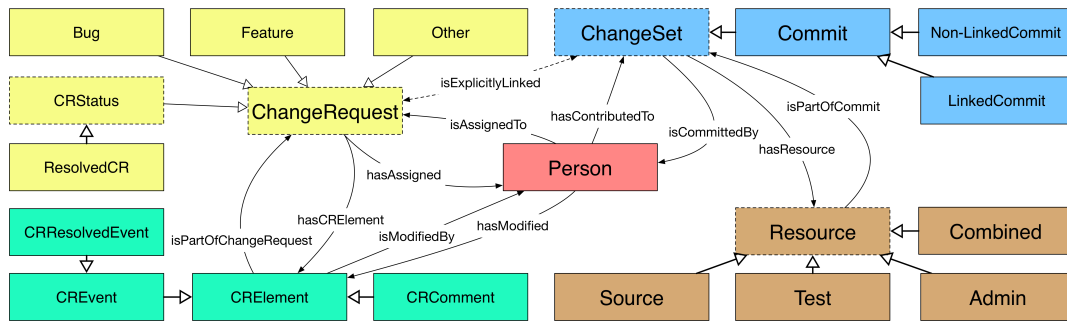 Bug
Feature
Other
ChangeSet
Commit
Non-LinkedCommit
isExplicitlyLinked
CRStatus
ChangeRequest
LinkedCommit
isPartOfCommit
hasContributedTo
isAssignedTo
isCommittedBy
hasResource
ResolvedCR
hasAssigned
Person
CRResolvedEvent
hasCRElement
isPartOfChangeRequest
isModifiedBy
hasModified
Resource
Combined
CREvent
CRElement
CRComment
Source
Test
Admin